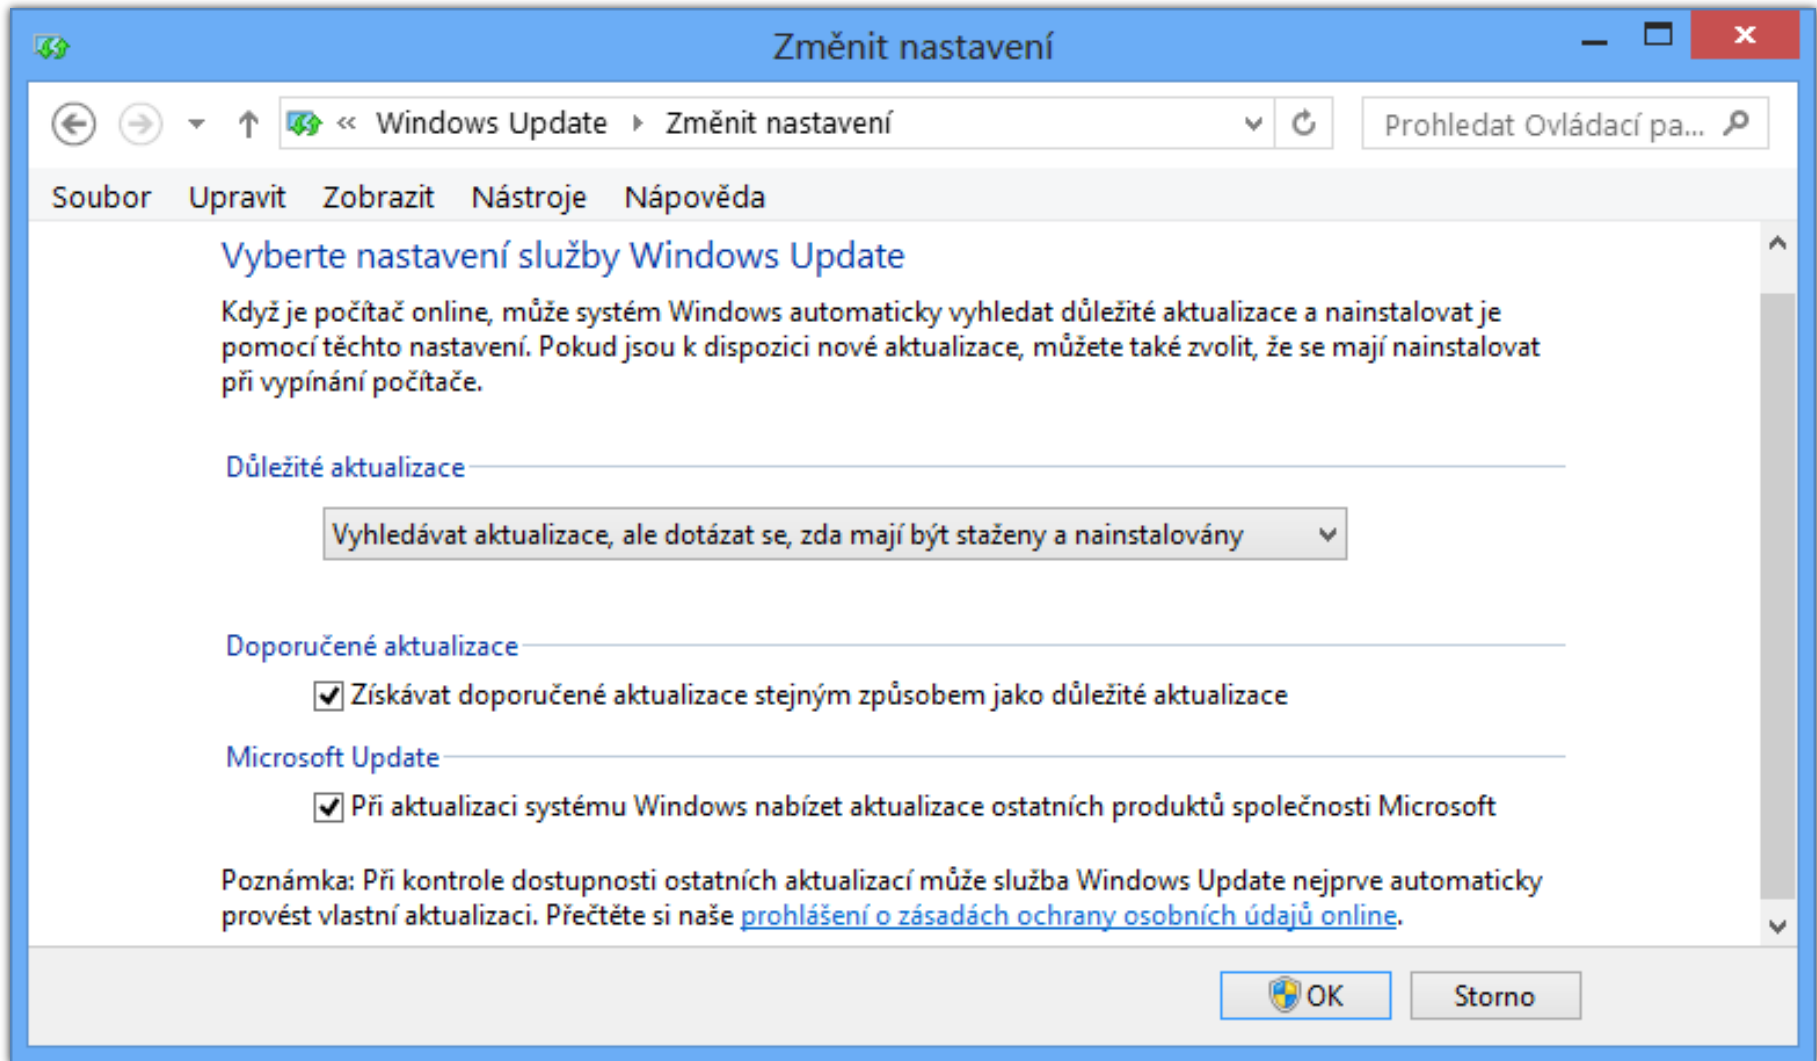 Změnit nastavení
« Windows Update ▸ Změnit nastavení
Prohledat Ovládací pa...
Soubor Upravit Zobrazit Nástroje Nápověda
Vyberte nastavení služby Windows Update
Když je počítač online, může systém Windows automaticky vyhledat důležité aktualizace a nainstalovat je
pomocí těchto nastavení. Pokud jsou k dispozici nové aktualizace, můžete také zvolit, že se mají nainstalovat
při vypínání počítače.
Důležité aktualizace
Vyhledávat aktualizace, ale dotázat se, zda mají být staženy a nainstalovány
Doporučené aktualizace
Získávat doporučené aktualizace stejným způsobem jako důležité aktualizace
Microsoft Update
Při aktualizaci systému Windows nabízet aktualizace ostatních produktů společnosti Microsoft
Poznámka: Při kontrole dostupnosti ostatních aktualizací může služba Windows Update nejprve automaticky
provést vlastní aktualizaci. Přečtěte si naše prohlášení o zásadách ochrany osobních údajů online.
OK
Storno